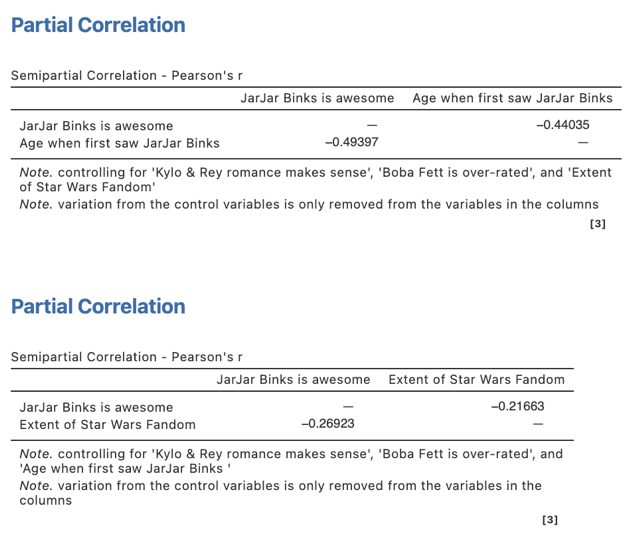 Partial Correlation
Semipartial Correlation - Pearson's r
JarJar Binks is awesome Age when first saw JarJar Binks
JarJar Binks is awesome — −0.44035
Age when first saw JarJar Binks −0.49397 —
Note. controlling for 'Kylo & Rey romance makes sense', 'Boba Fett is over-rated', and 'Extent
of Star Wars Fandom'
Note. variation from the control variables is only removed from the variables in the columns
[3]
Partial Correlation
Semipartial Correlation - Pearson's r
JarJar Binks is awesome Extent of Star Wars Fandom
JarJar Binks is awesome — −0.21663
Extent of Star Wars Fandom −0.26923 —
Note. controlling for 'Kylo & Rey romance makes sense', 'Boba Fett is over-rated', and
'Age when first saw JarJar Binks '
Note. variation from the control variables is only removed from the variables in the
columns
[3]